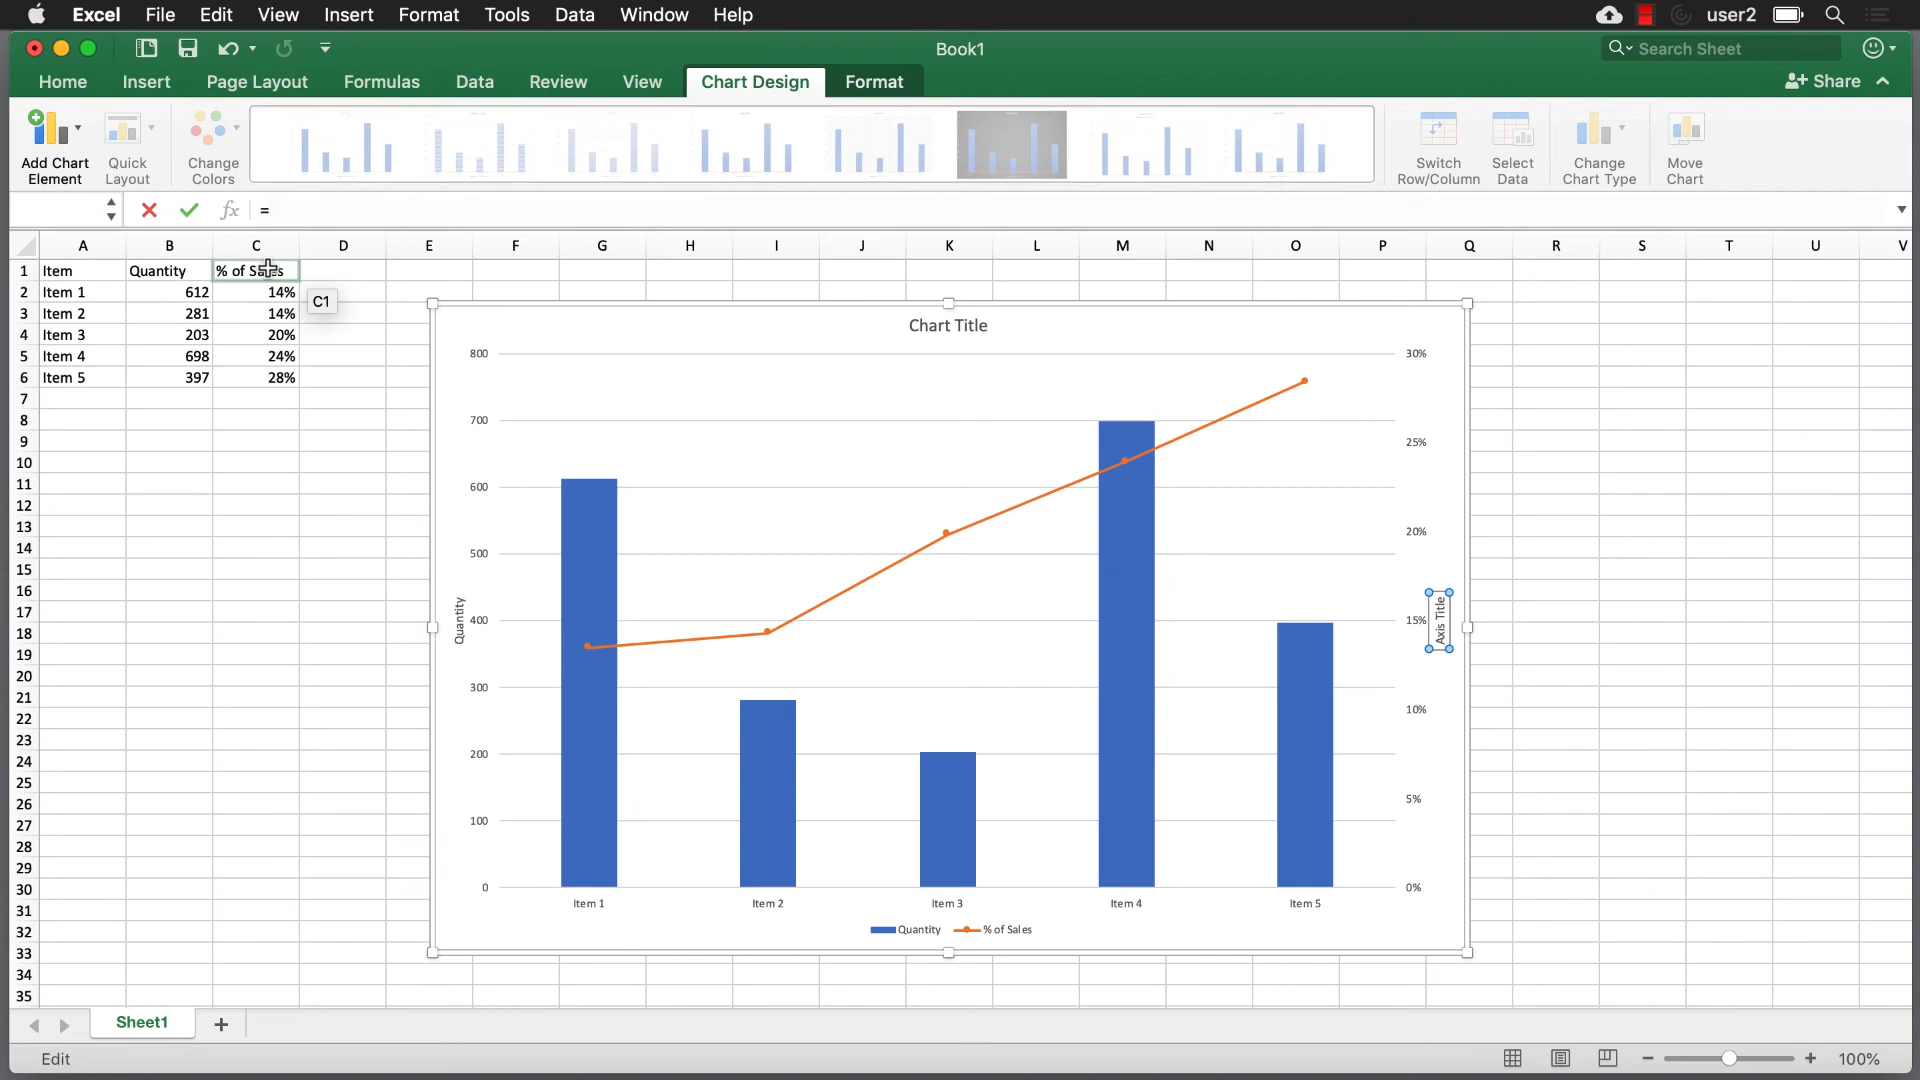 Excel File Edit View Insert Format Tools Data Window Help user2
Book1 Search Sheet
Home Insert Page Layout Formulas Data Review View Chart Design Format Share
Add Chart Element Quick Layout Change Colors Switch Row/Column Select Data Change Chart Type Move Chart
fx =
A B C D E F G H I J K L M N O P Q R S T U V
1 Item Quantity % of Sales
2 Item 1 612 14% C1
3 Item 2 281 14%
4 Item 3 203 20%
5 Item 4 698 24%
6 Item 5 397 28%
7
8
9
10
11
12
13
14
15
16
17
18
19
20
21
22
23
24
25
26
27
28
29
30
31
32
33
34
35
Chart Title
800 30%
700
25%
600
20%
500
Quantity
400 15% Axis Title
300
10%
200
5%
100
0 0%
Item 1 Item 2 Item 3 Item 4 Item 5
Quantity % of Sales
Sheet1 +
Edit 100%